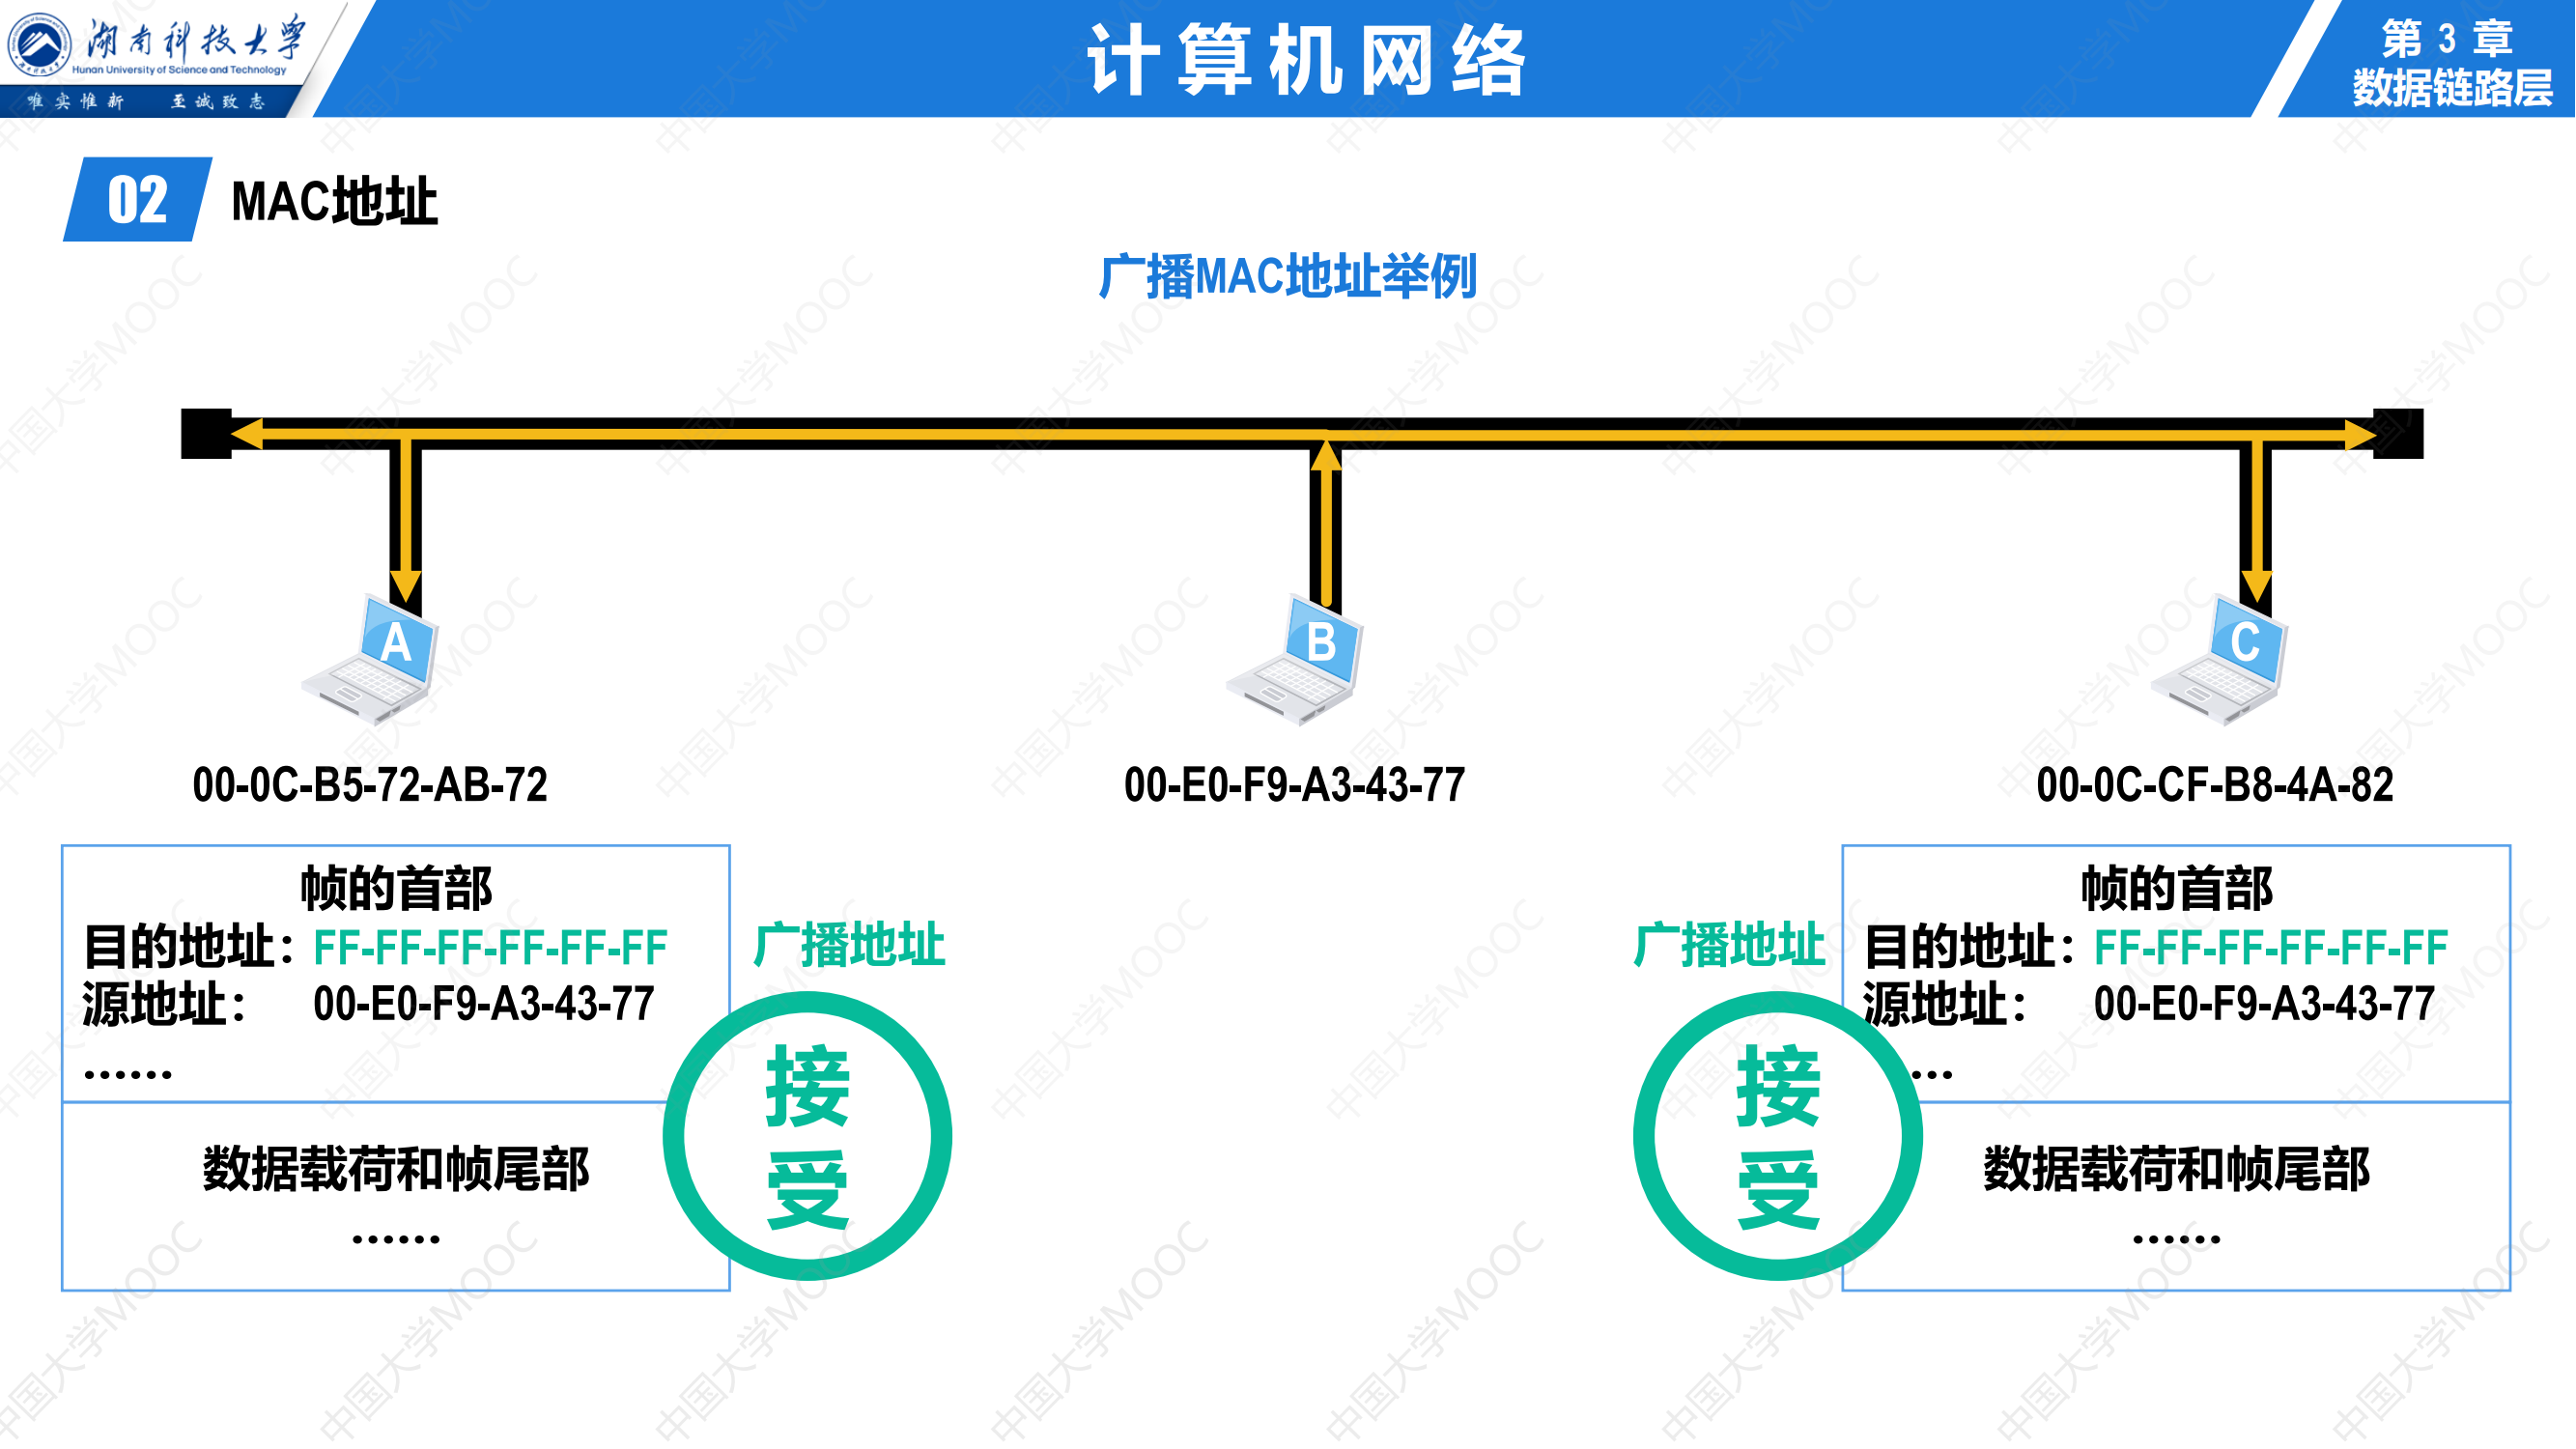 湖南科技大学
Hunan University of Science and Technology
唯实惟新 至诚致志
计算机网络
第 3 章
数据链路层
02 MAC地址
广播MAC地址举例
A
B
C
00-0C-B5-72-AB-72
00-E0-F9-A3-43-77
00-0C-CF-B8-4A-82
帧的首部
目的地址：FF-FF-FF-FF-FF-FF
源地址： 00-E0-F9-A3-43-77
……
数据载荷和帧尾部
……
广播地址
接
受
广播地址
接
受
帧的首部
目的地址：FF-FF-FF-FF-FF-FF
源地址： 00-E0-F9-A3-43-77
…
数据载荷和帧尾部
……
中国大学MOOC